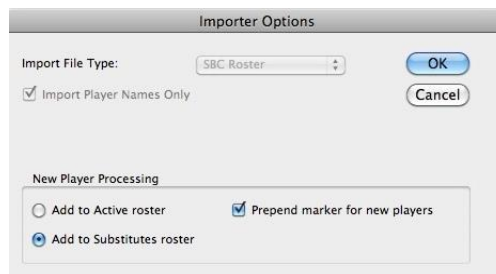 Importer Options
Import File Type:
SBC Roster
OK
Import Player Names Only
Cancel
New Player Processing
Add to Active roster
Prepend marker for new players
Add to Substitutes roster